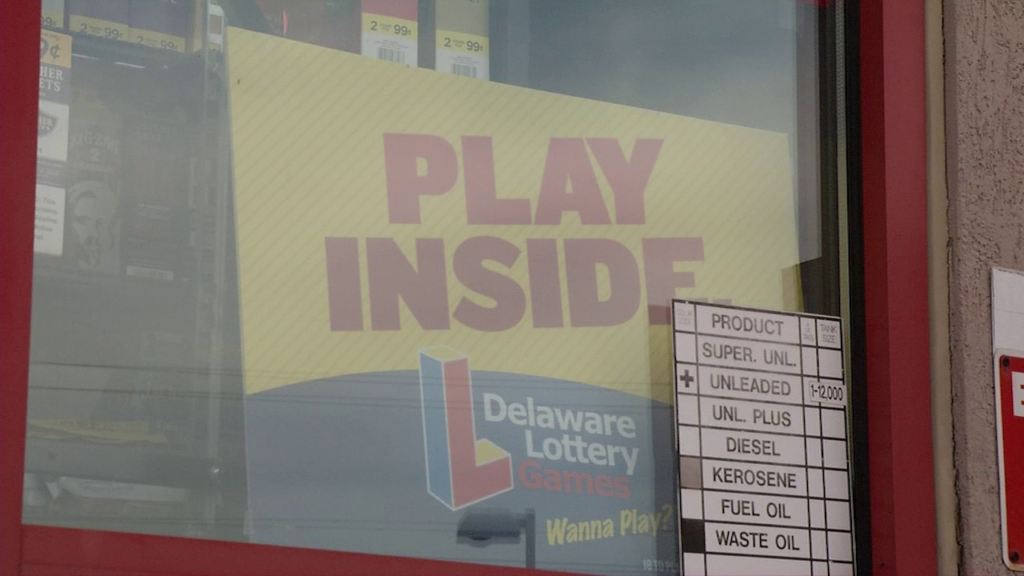 2 99¢
2 99¢
PLAY
INSIDE.
Delaware
Lottery
Games
Wanna Play?
PRODUCT TANK SIZE
SUPER. UNL.
+ UNLEADED 1-12,000
UNL. PLUS
DIESEL
KEROSENE
FUEL OIL
WASTE OIL